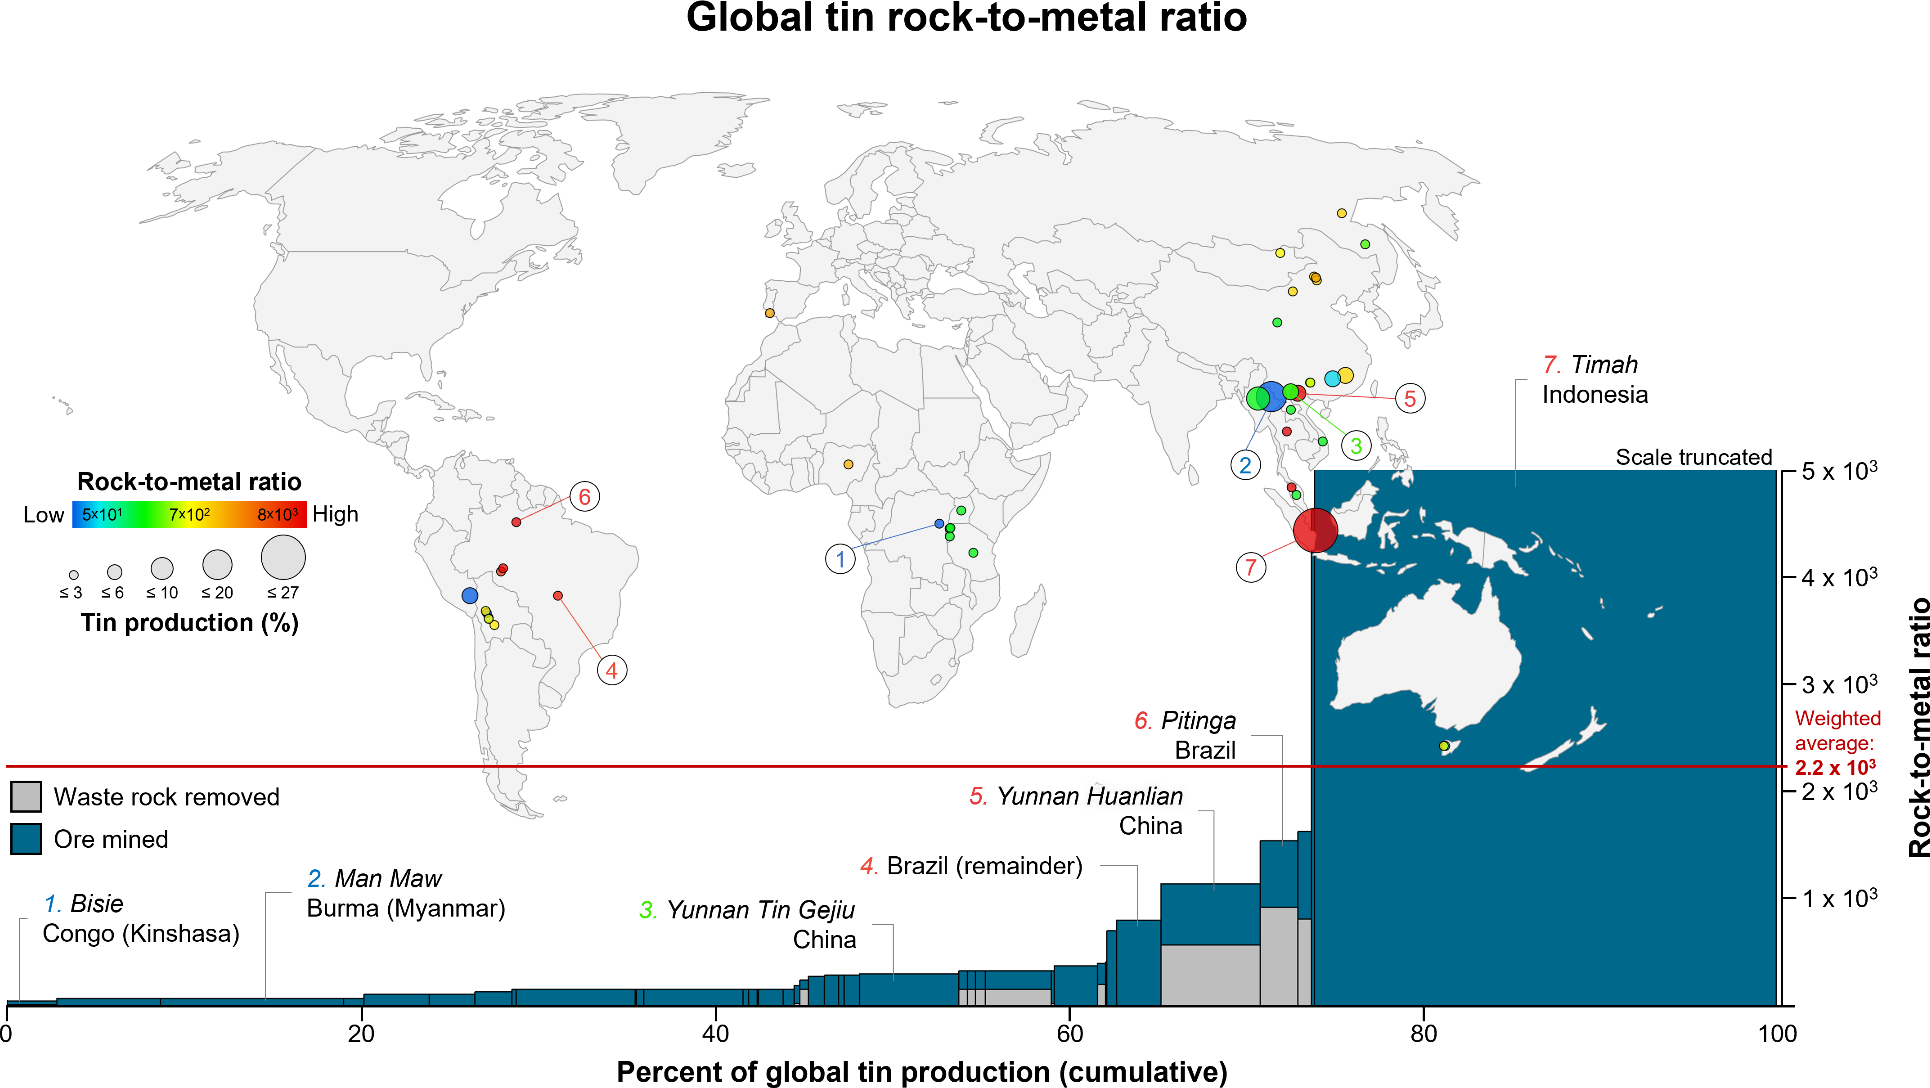 Global tin rock-to-metal ratio
7. Timah
Indonesia
5
3
2
Scale truncated
5 x 10³
Rock-to-metal ratio
Low
5×10¹
7×10²
8×10³
High
≤ 3
≤ 6
≤ 10
≤ 20
≤ 27
Tin production (%)
6
1
7
4
4 x 10³
3 x 10³
Weighted
average:
2.2 x 10³
2 x 10³
1 x 10³
Rock-to-metal ratio
6. Pitinga
Brazil
Waste rock removed
Ore mined
5. Yunnan Huanlian
China
4. Brazil (remainder)
2. Man Maw
Burma (Myanmar)
1. Bisie
Congo (Kinshasa)
3. Yunnan Tin Gejiu
China
0
20
40
60
80
100
Percent of global tin production (cumulative)